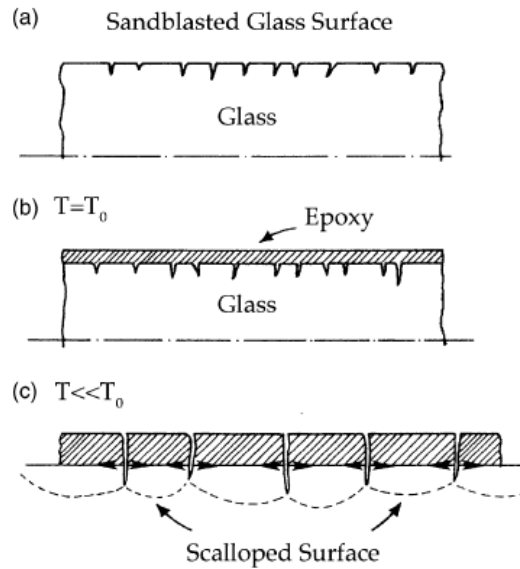 (a) Sandblasted Glass Surface
Glass
(b) T=T₀
Epoxy
Glass
(c) T<<T₀
Scalloped Surface